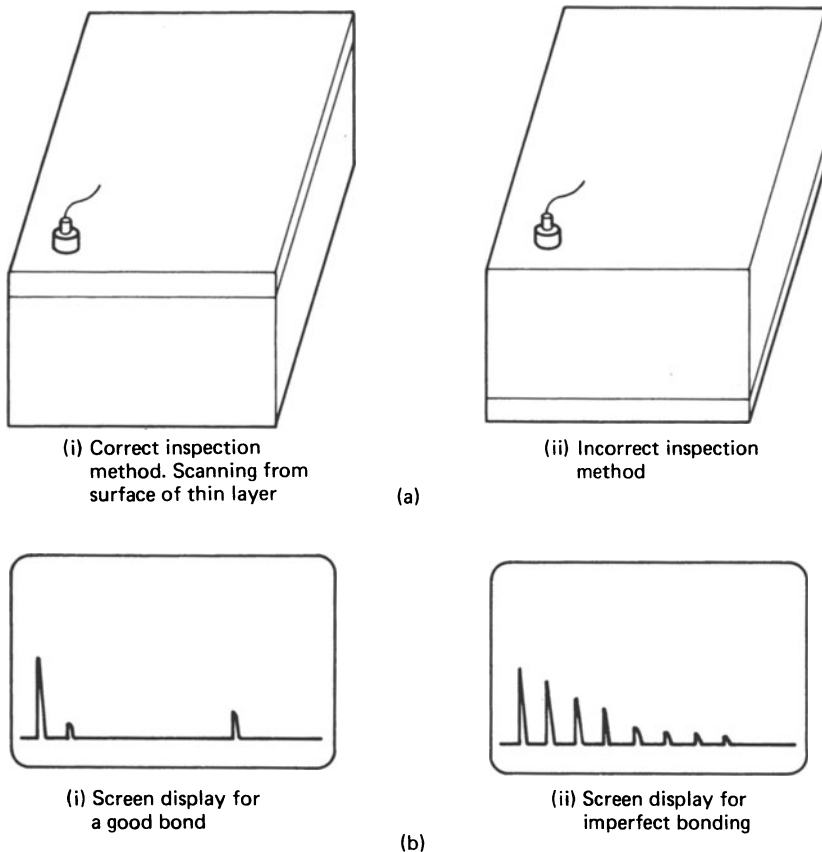 (i) Correct inspection
method. Scanning from
surface of thin layer
(ii) Incorrect inspection
method
(a)
(i) Screen display for
a good bond
(ii) Screen display for
imperfect bonding
(b)